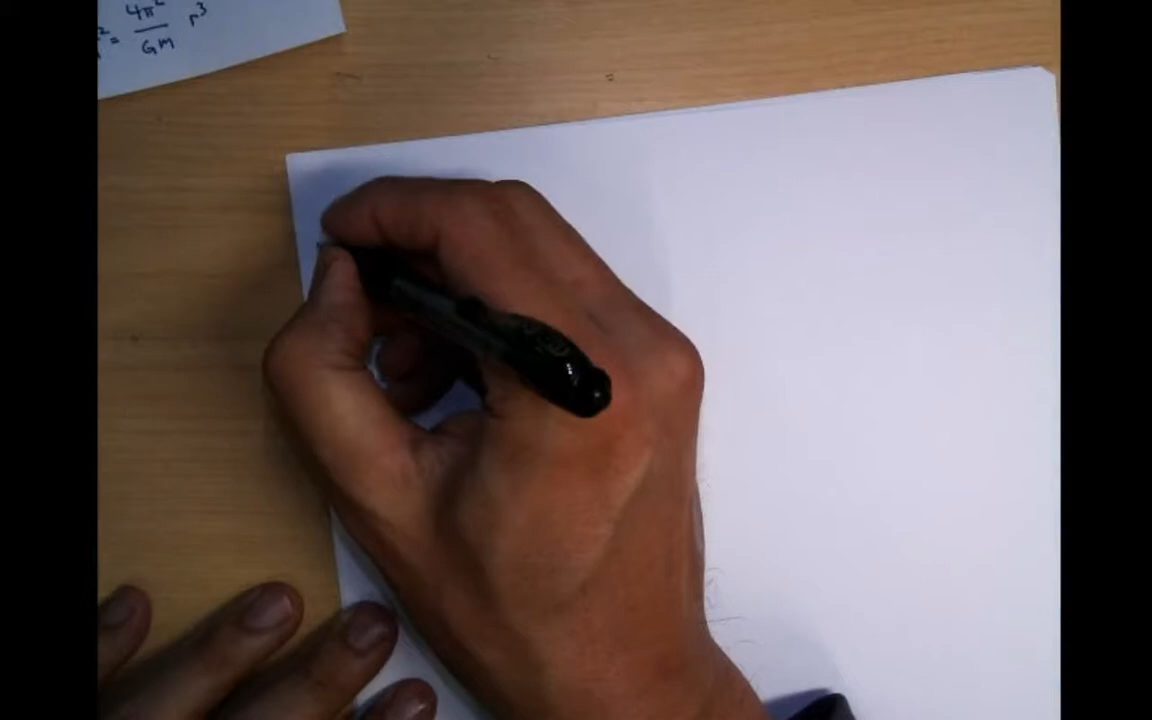 ² = 4π² / GM r³